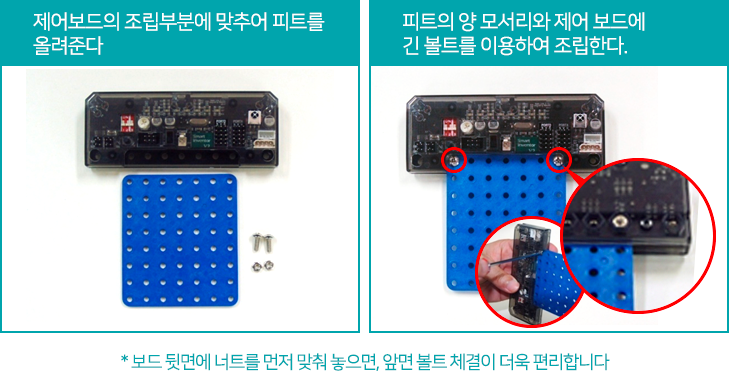 제어보드의 조립부분에 맞추어 피트를
올려준다
피트의 양 모서리와 제어 보드에
긴 볼트를 이용하여 조립한다.
* 보드 뒷면에 너트를 먼저 맞춰 놓으면, 앞면 볼트 체결이 더욱 편리합니다